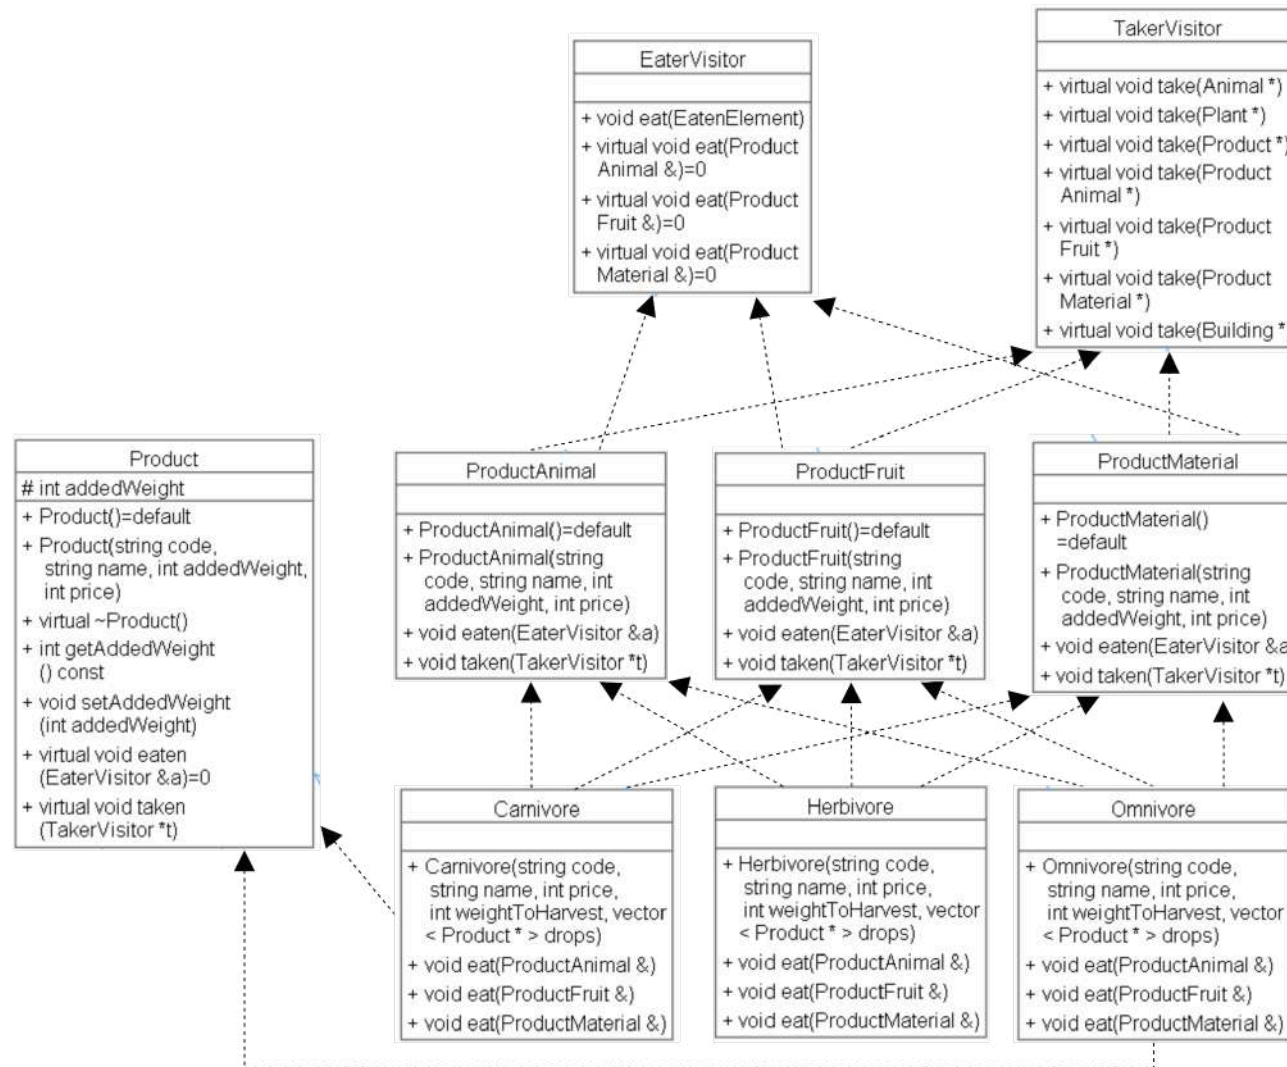 EaterVisitor
+ void eat(EatenElement)
+ virtual void eat(Product
Animal &)=0
+ virtual void eat(Product
Fruit &)=0
+ virtual void eat(Product
Material &)=0
TakerVisitor
+ virtual void take(Animal *)
+ virtual void take(Plant *)
+ virtual void take(Product *)
+ virtual void take(Product
Animal *)
+ virtual void take(Product
Fruit *)
+ virtual void take(Product
Material *)
+ virtual void take(Building *
Product
# int addedWeight
+ Product()=default
+ Product(string code,
string name, int addedWeight,
int price)
+ virtual ~Product()
+ int getAddedWeight
() const
+ void setAddedWeight
(int addedWeight)
+ virtual void eaten
(EaterVisitor &a)=0
+ virtual void taken
(TakerVisitor *t)
ProductAnimal
+ ProductAnimal()=default
+ ProductAnimal(string
code, string name, int
addedWeight, int price)
+ void eaten(EaterVisitor &a)
+ void taken(TakerVisitor *t)
ProductFruit
+ ProductFruit()=default
+ ProductFruit(string
code, string name, int
addedWeight, int price)
+ void eaten(EaterVisitor &a)
+ void taken(TakerVisitor *t)
ProductMaterial
+ ProductMaterial()
=default
+ ProductMaterial(string
code, string name, int
addedWeight, int price)
+ void eaten(EaterVisitor &a
+ void taken(TakerVisitor *t)
Carnivore
+ Carnivore(string code,
string name, int price,
int weightToHarvest, vector
< Product * > drops)
+ void eat(ProductAnimal &)
+ void eat(ProductFruit &)
+ void eat(ProductMaterial &)
Herbivore
+ Herbivore(string code,
string name, int price,
int weightToHarvest, vector
< Product * > drops)
+ void eat(ProductAnimal &)
+ void eat(ProductFruit &)
+ void eat(ProductMaterial &)
Omnivore
+ Omnivore(string code,
string name, int price,
int weightToHarvest, vector
< Product * > drops)
+ void eat(ProductAnimal &)
+ void eat(ProductFruit &)
+ void eat(ProductMaterial &)